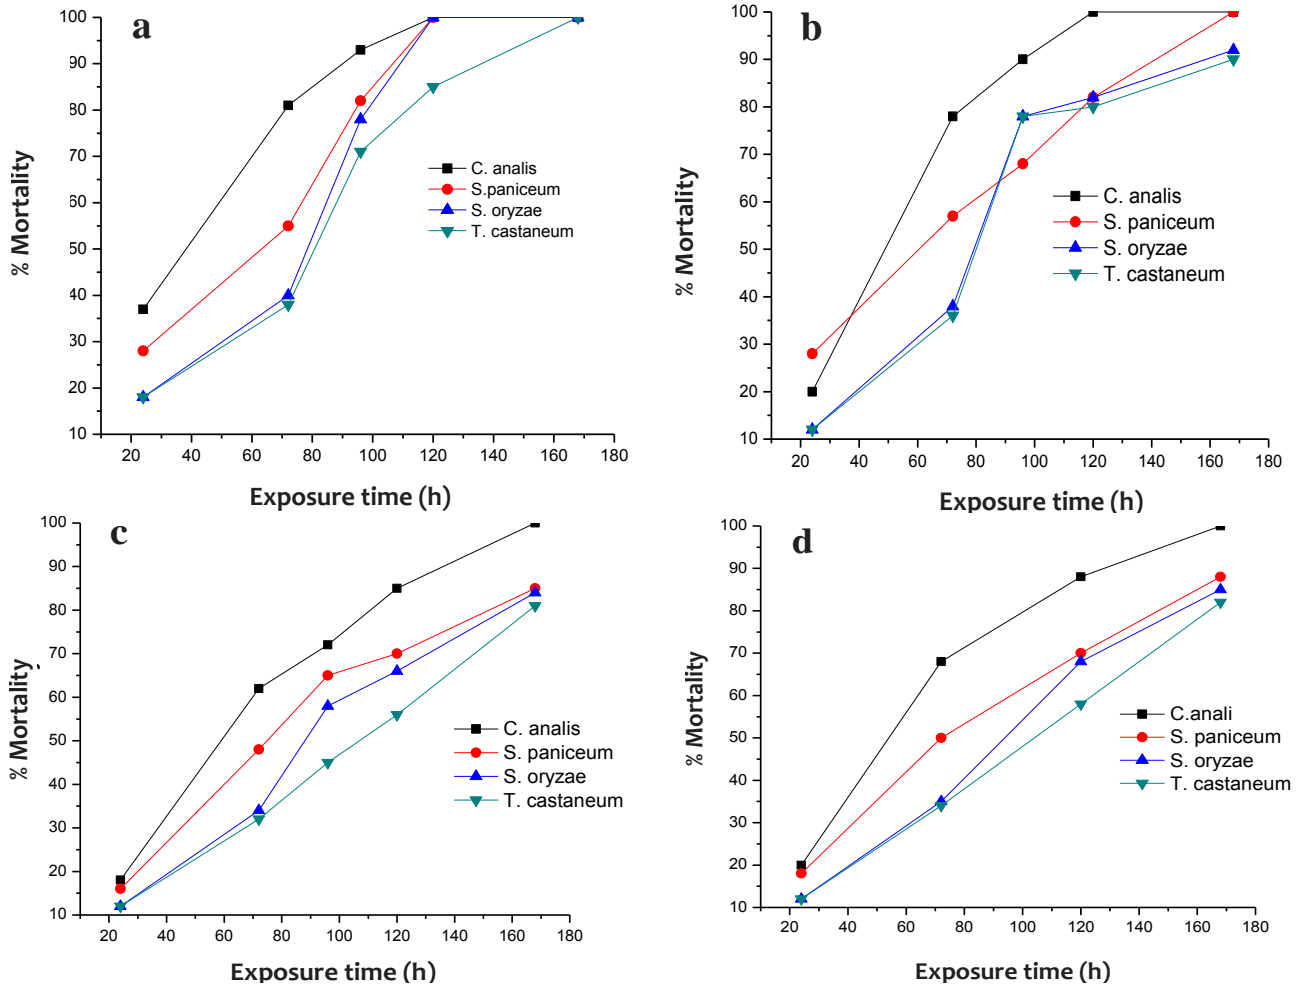 a
100
90
80
70
60
50
40
30
20
10
% Mortality
C. analis
S.paniceum
S. oryzae
T. castaneum
20 40 60 80 100 120 140 160 180
Exposure time (h)
b
100
90
80
70
60
50
40
30
20
10
% Mortality
C. analis
S. paniceum
S. oryzae
T. castaneum
20 40 60 80 100 120 140 160 180
Exposure time (h)
c
100
90
80
70
60
50
40
30
20
10
% Mortality
C. analis
S. paniceum
S. oryzae
T. castaneum
20 40 60 80 100 120 140 160 180
Exposure time (h)
d
100
90
80
70
60
50
40
30
20
10
% Mortality
C.anali
S. paniceum
S. oryzae
T. castaneum
20 40 60 80 100 120 140 160 180
Exposure time (h)